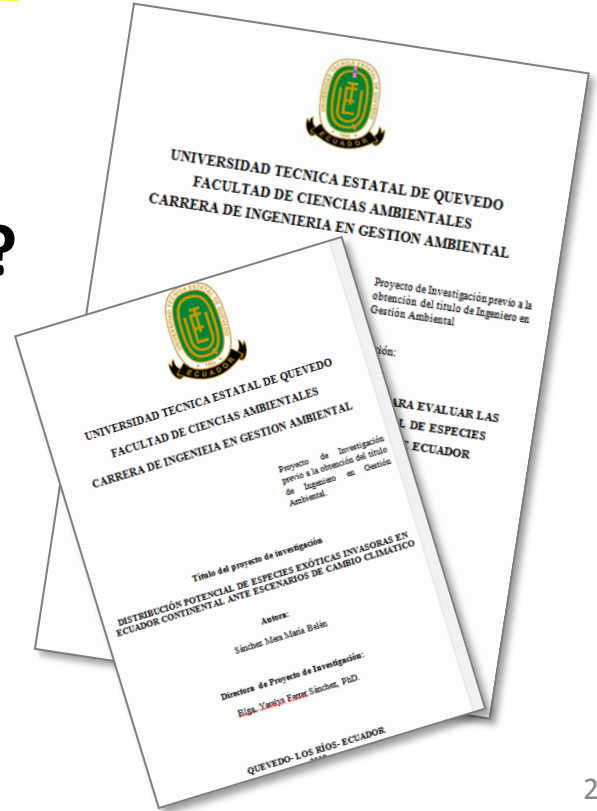 ?
ECUADOR
UNIVERSIDAD TECNICA ESTATAL DE QUEVEDO
FACULTAD DE CIENCIAS AMBIENTALES
CARRERA DE INGENIERIA EN GESTION AMBIENTAL
Proyecto de Investigación previo a la
obtención del título de Ingeniero en
Gestión Ambiental
ción:
ARA EVALUAR LAS
L DE ESPECIES
ECUADOR
ECUADOR
UNIVERSIDAD TECNICA ESTATAL DE QUEVEDO
FACULTAD DE CIENCIAS AMBIENTALES
CARRERA DE INGENIEIA EN GESTION AMBIENTAL
Proyecto de Investigación
previo a la obtención del título
de Ingeniero en Gestión
Ambiental.
Título del proyecto de investigación
DISTRIBUCIÓN POTENCIAL DE ESPECIES EXÓTICAS INVASORAS EN
ECUADOR CONTINENTAL ANTE ESCENARIOS DE CAMBIO CLIMATICO
Autora:
Sánchez Mera María Belén
Directora de Proyecto de Investigación:
Blga. Yarelys Ferrer Sánchez, PhD.
QUEVEDO- LOS RÍOS- ECUADOR
2